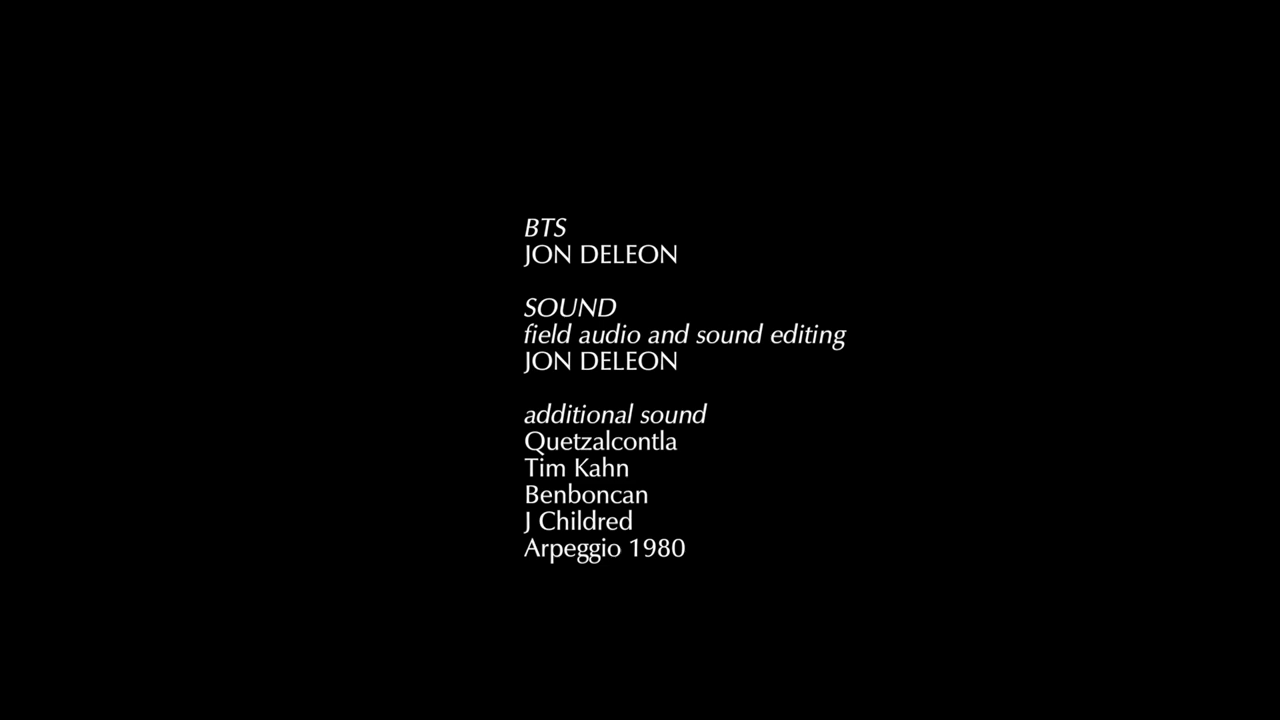 BTS
JON DELEON
SOUND
field audio and sound editing
JON DELEON
additional sound
Quetzalcontla
Tim Kahn
Benboncan
J Childred
Arpeggio 1980